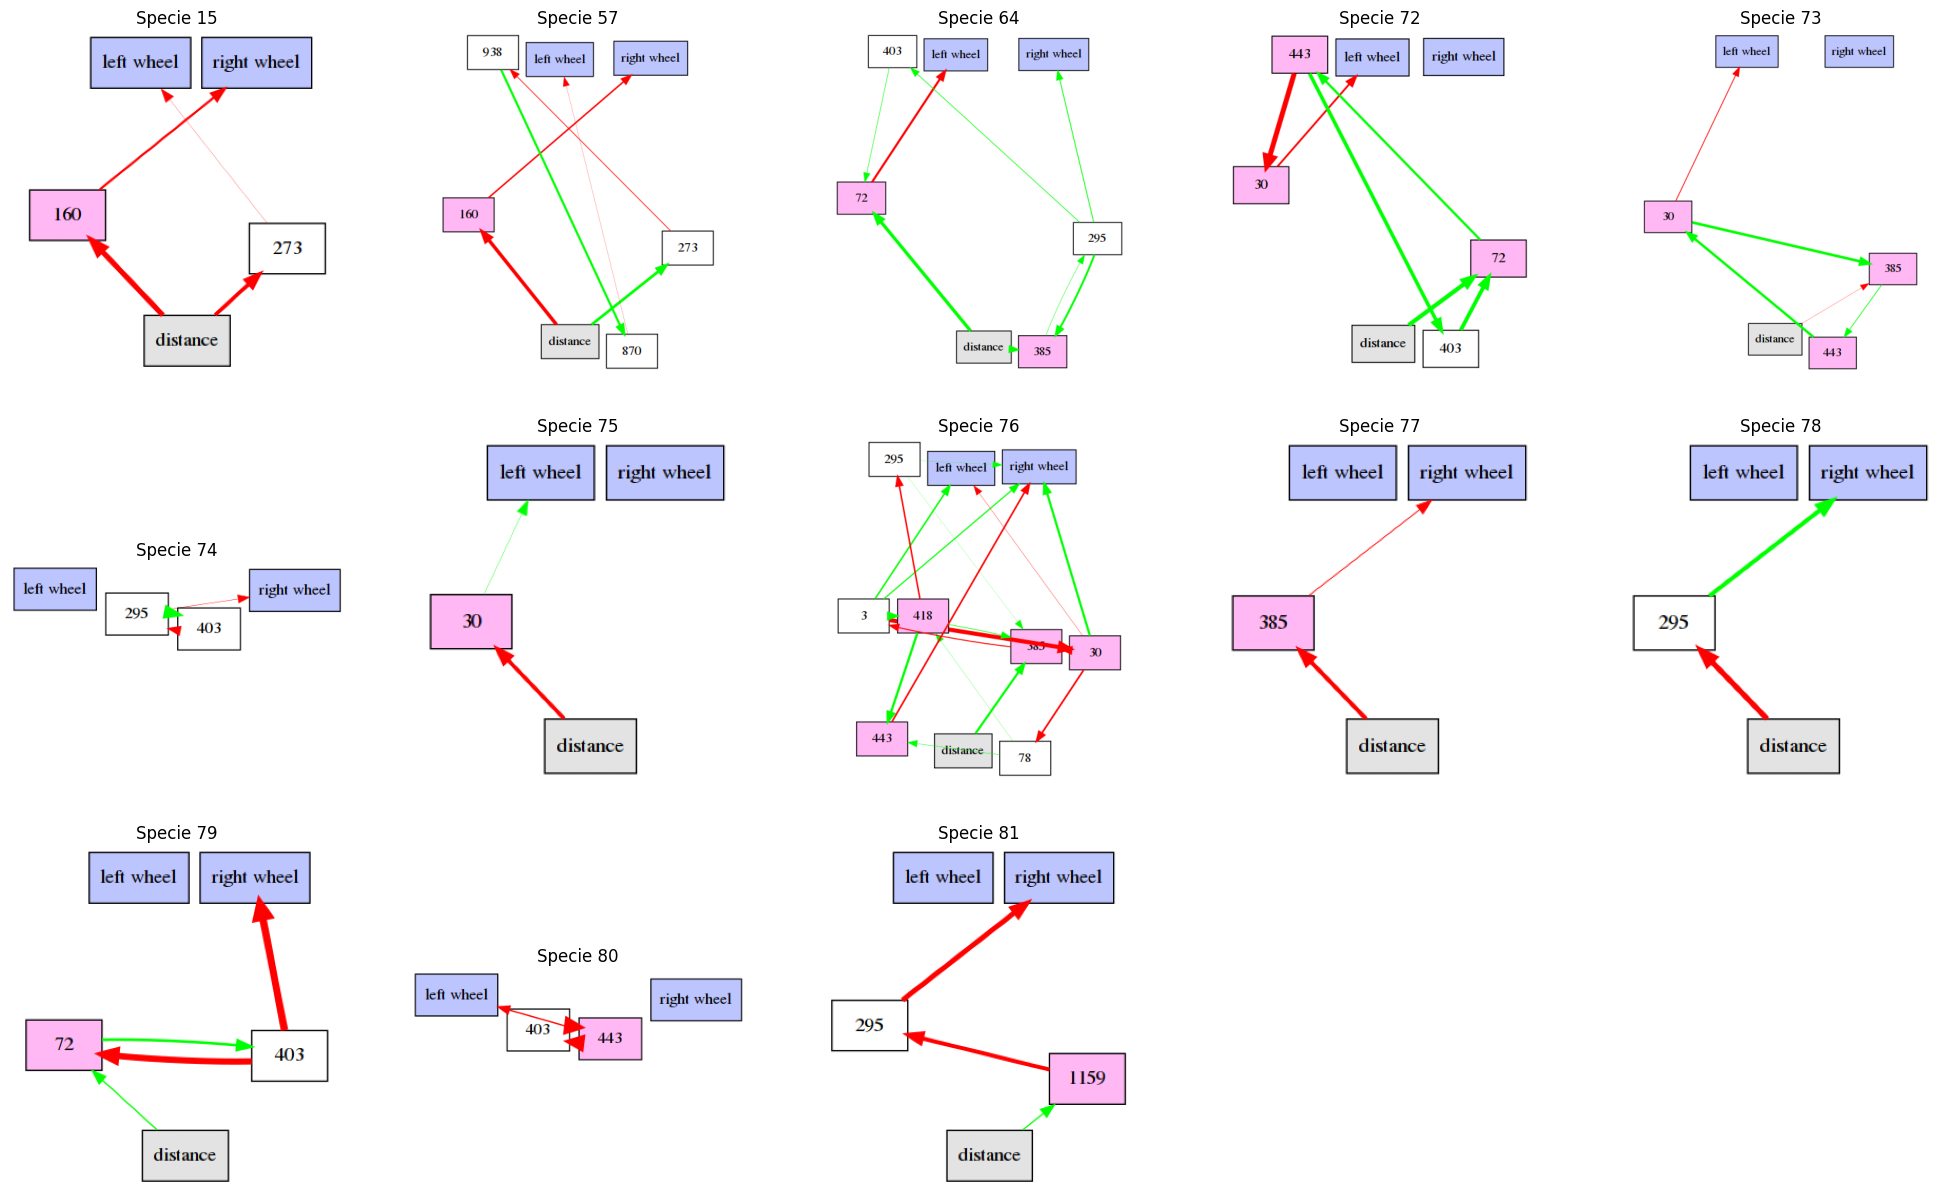 Specie 15
left wheel
right wheel
160
273
distance
Specie 57
938
left wheel
right wheel
160
273
distance
870
Specie 64
403
left wheel
right wheel
72
295
distance
385
Specie 72
443
left wheel
right wheel
30
72
distance
403
Specie 73
left wheel
right wheel
30
385
distance
443
Specie 74
left wheel
295
403
right wheel
Specie 75
left wheel
right wheel
30
distance
Specie 76
295
left wheel
right wheel
3
418
385
30
443
distance
78
Specie 77
left wheel
right wheel
385
distance
Specie 78
left wheel
right wheel
295
distance
Specie 79
left wheel
right wheel
72
403
distance
Specie 80
left wheel
403
443
right wheel
Specie 81
left wheel
right wheel
295
1159
distance